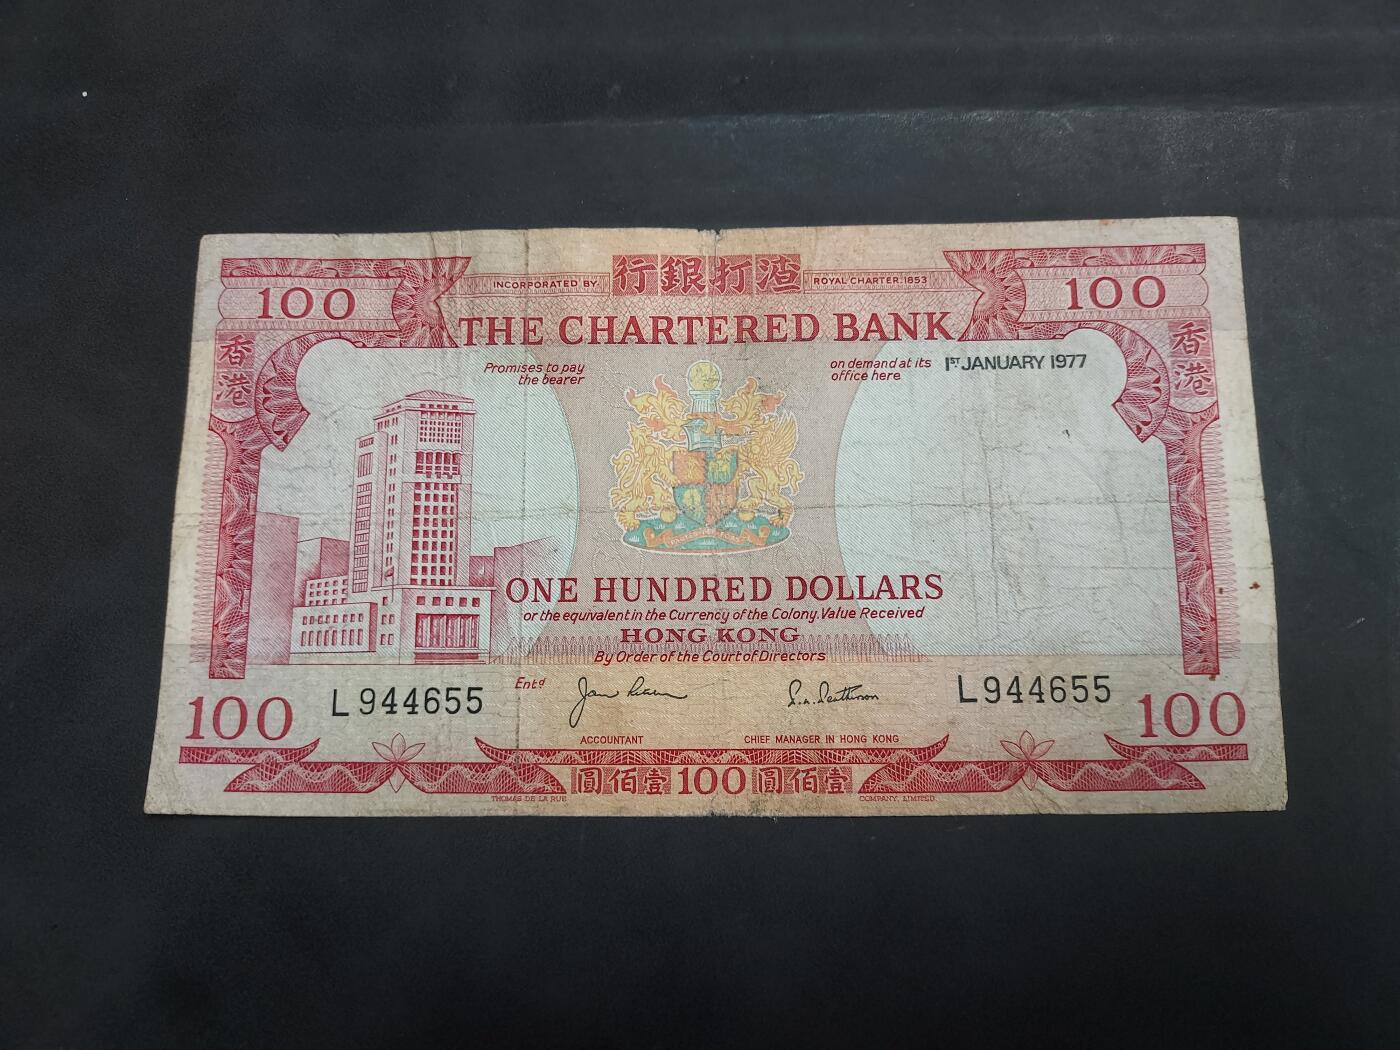 INCORPORATED BY 行銀打渣 ROYAL CHARTER.1853
100 100
THE CHARTERED BANK
香港 香港
Promises to pay the bearer
on demand at its office here 1ST JANUARY 1977
ONE HUNDRED DOLLARS
or the equivalent in the Currency of the Colony. Value Received
HONG KONG
By Order of the Court of Directors
L944655 Entd L944655
100 100
ACCOUNTANT CHIEF MANAGER IN HONG KONG
圓佰壹 100 圓佰壹
THOMAS DE LA RUE COMPANY, LIMITED.